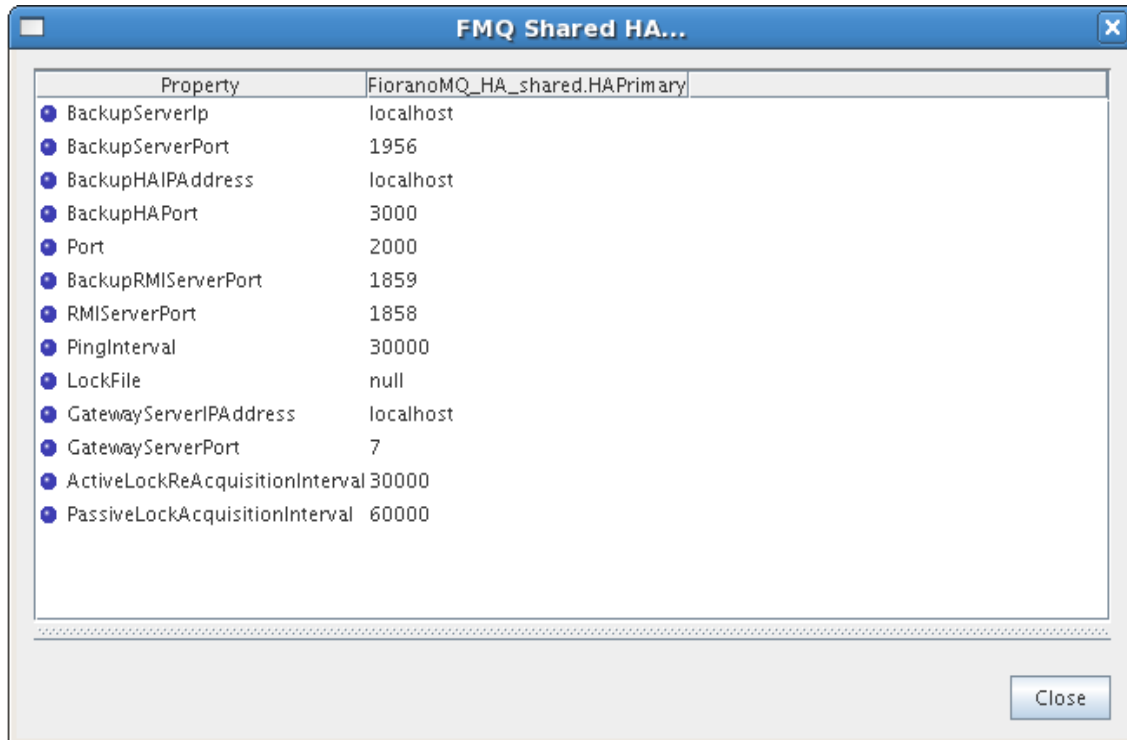 FMQ Shared HA...
Property FioranoMQ_HA_shared.HAPrimary
BackupServerIp localhost
BackupServerPort 1956
BackupHAIPAddress localhost
BackupHAPort 3000
Port 2000
BackupRMIServerPort 1859
RMIServerPort 1858
PingInterval 30000
LockFile null
GatewayServerIPAddress localhost
GatewayServerPort 7
ActiveLockReAcquisitionInterval 30000
PassiveLockAcquisitionInterval 60000
Close